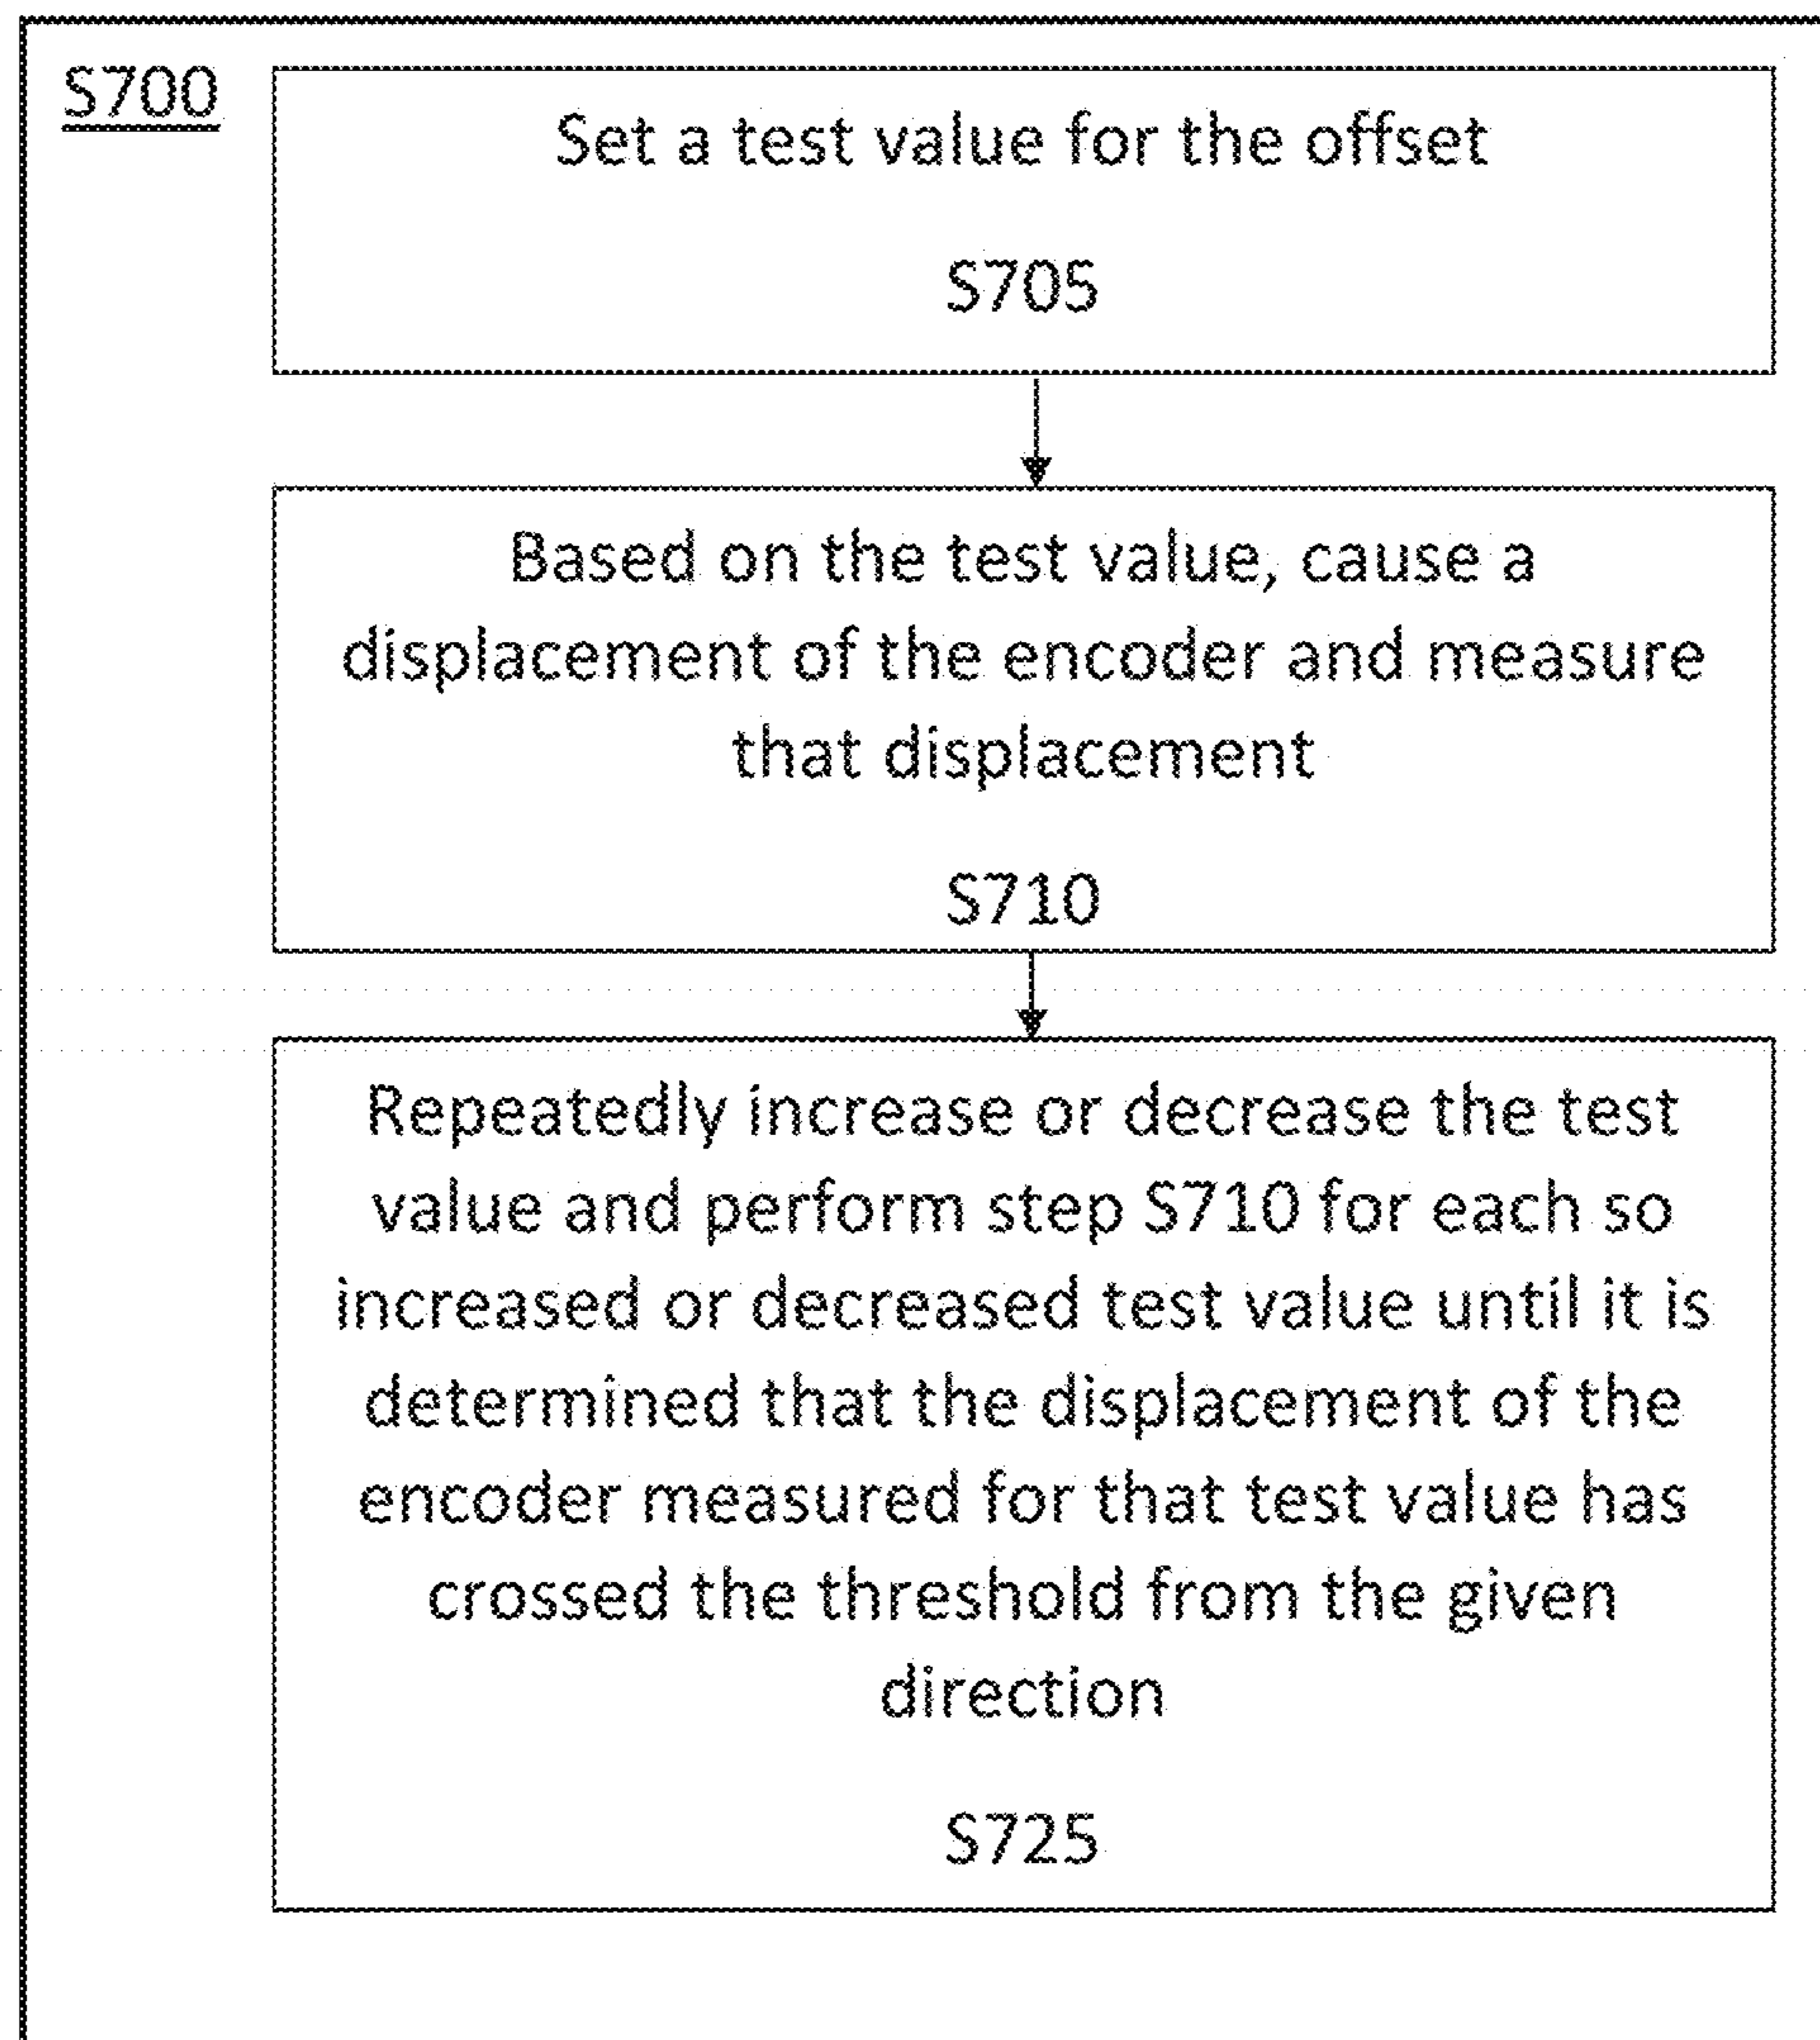 S700
Set a test value for the offset
S705
Based on the test value, cause a
displacement of the encoder and measure
that displacement
S710
Repeatedly increase or decrease the test
value and perform step S710 for each so
increased or decreased test value until it is
determined that the displacement of the
encoder measured for that test value has
crossed the threshold from the given
direction
S725